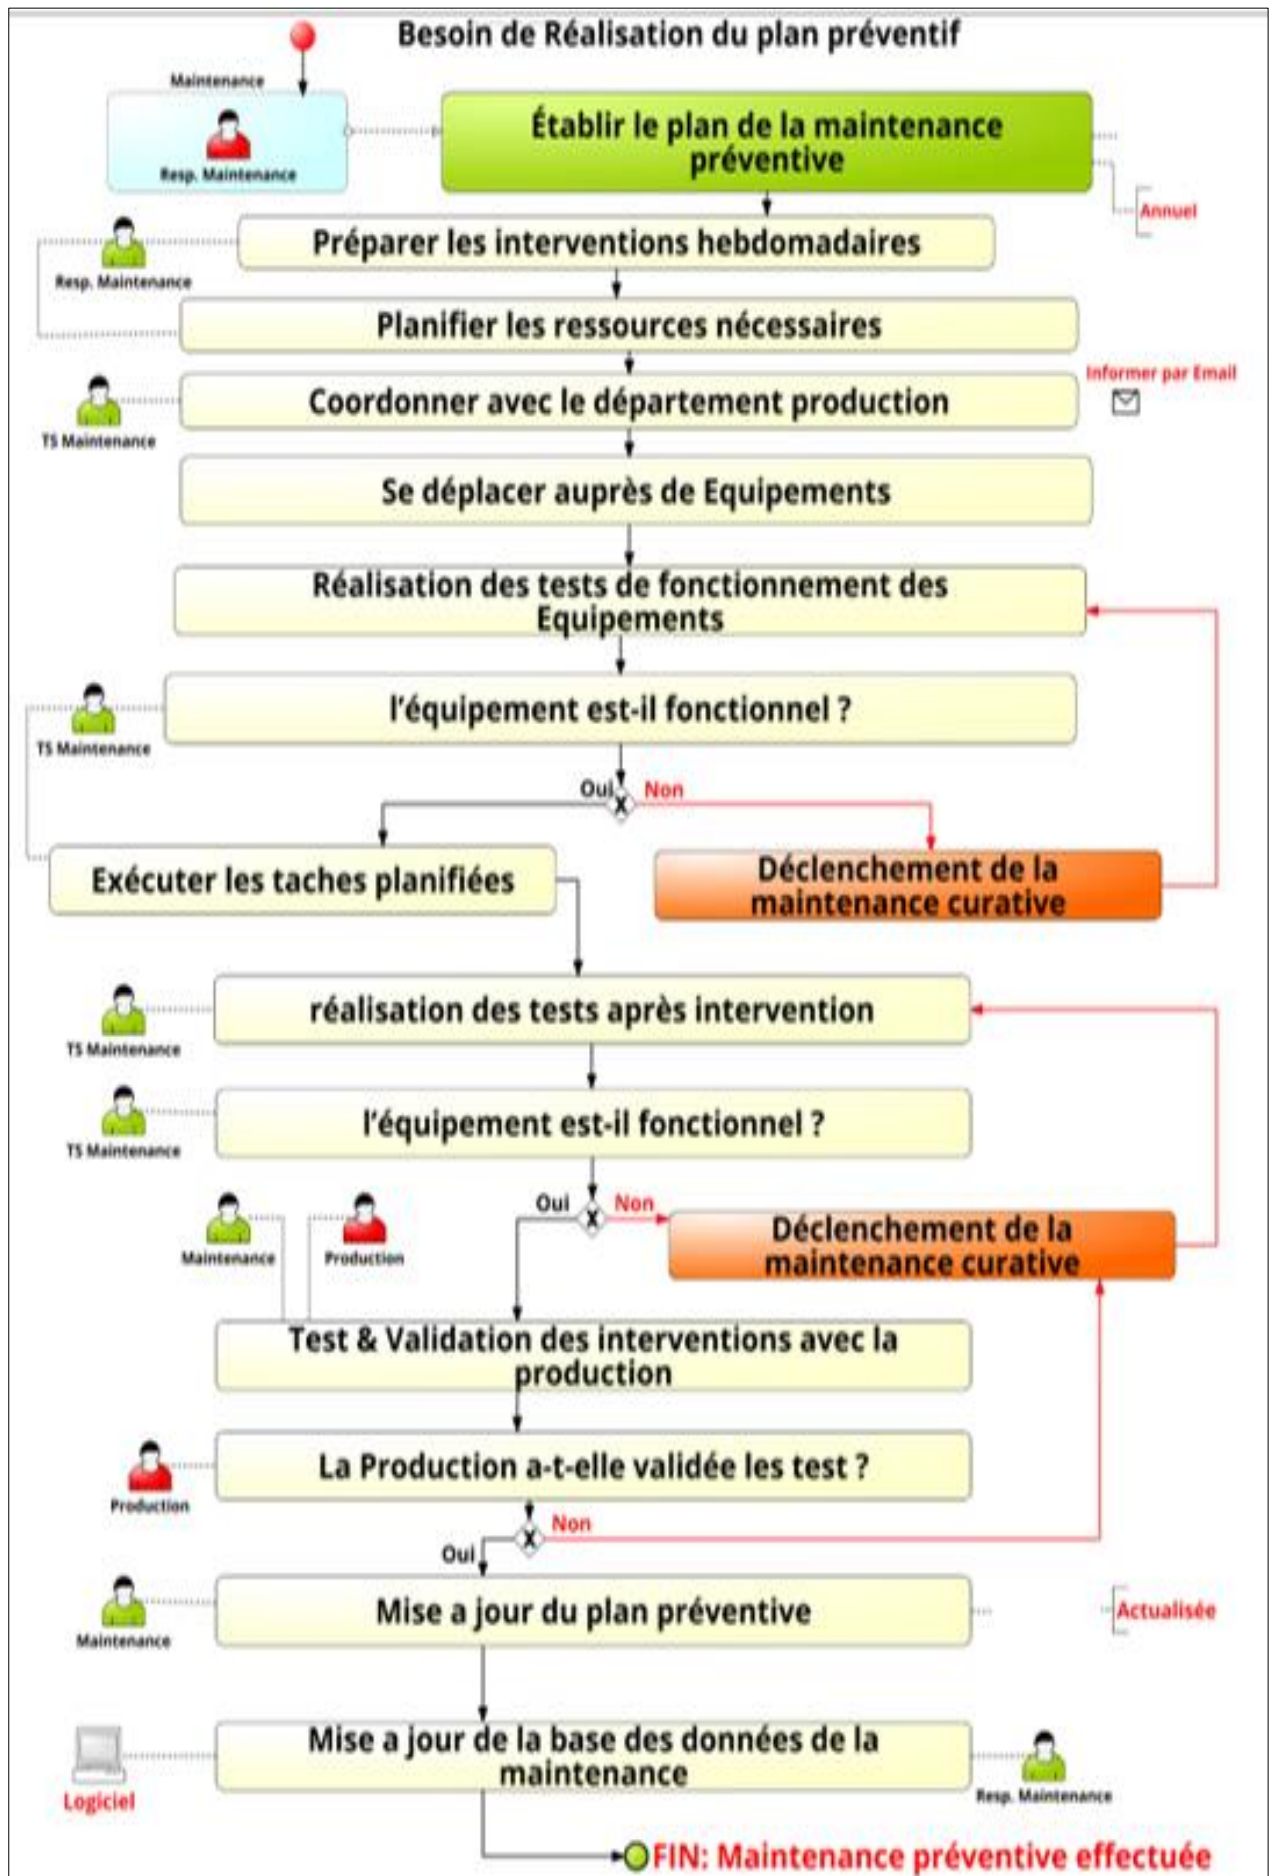 Besoin de Réalisation du plan préventif
Maintenance
Resp. Maintenance
Établir le plan de la maintenance
préventive
Annuel
Préparer les interventions hebdomadaires
Resp. Maintenance
Planifier les ressources nécessaires
Informer par Email
Coordonner avec le département production
TS Maintenance
Se déplacer auprès de Equipements
Réalisation des tests de fonctionnement des
Equipements
l'équipement est-il fonctionnel ?
TS Maintenance
Oui
X
Non
Exécuter les taches planifiées
Déclenchement de la
maintenance curative
réalisation des tests après intervention
TS Maintenance
l'équipement est-il fonctionnel ?
TS Maintenance
Oui
X
Non
Maintenance
Production
Déclenchement de la
maintenance curative
Test & Validation des interventions avec la
production
La Production a-t-elle validée les test ?
Production
X
Non
Oui
Mise a jour du plan préventive
Actualisée
Maintenance
Mise a jour de la base des données de la
maintenance
Logiciel
Resp. Maintenance
FIN: Maintenance préventive effectuée